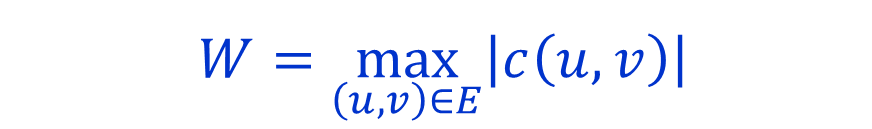 W = max |c(u, v)|
(u,v)∈E